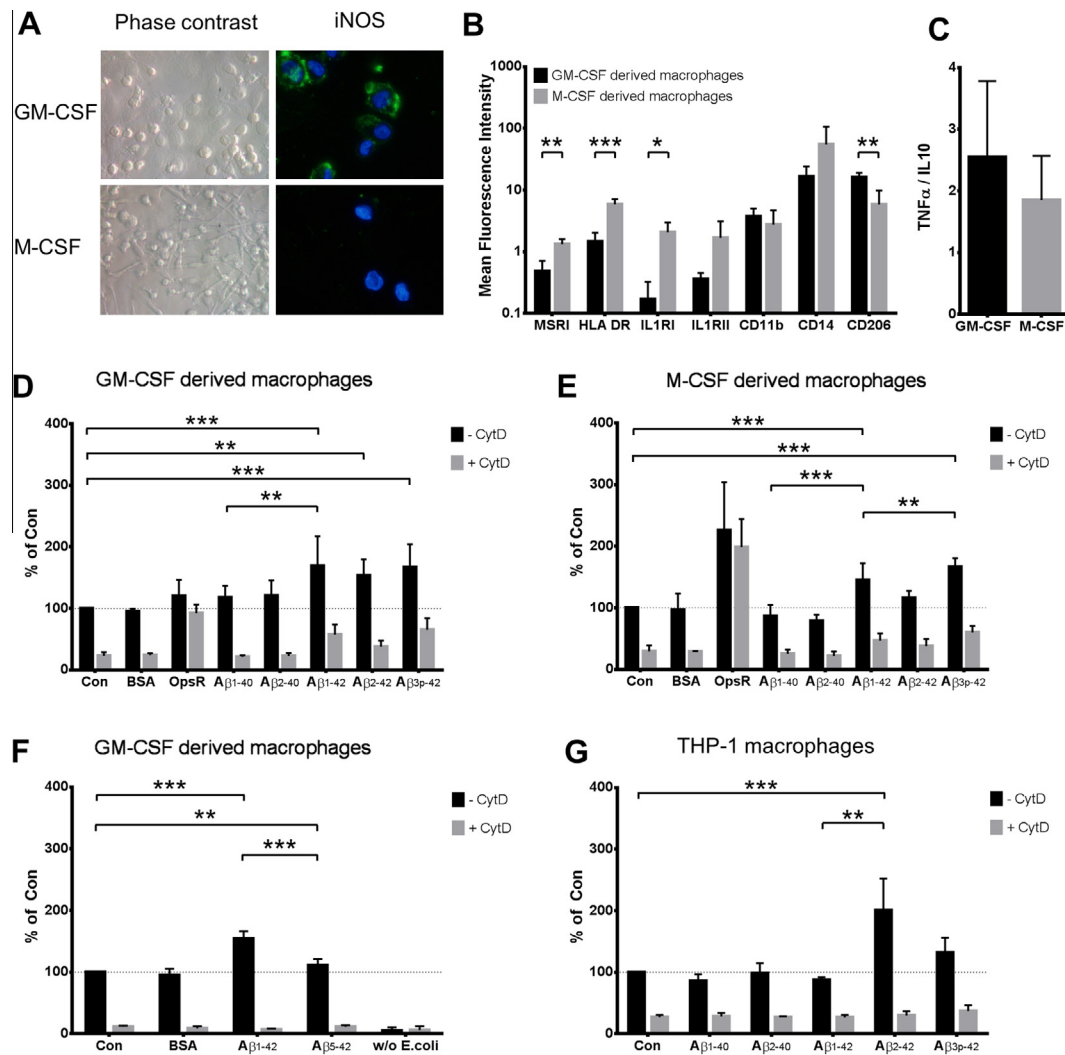 A
Phase contrast
iNOS
GM-CSF
M-CSF
B
1000
100
10
1
0.1
Mean Fluorescence Intensity
GM-CSF derived macrophages
M-CSF derived macrophages
**
***
*
**
MSRI
HLA DR
IL1RI
IL1RII
CD11b
CD14
CD206
C
4
3
2
1
0
TNFα / IL10
GM-CSF
M-CSF
D
GM-CSF derived macrophages
400
300
200
100
0
% of Con
***
**
***
**
- CytD
+ CytD
Con
BSA
OpsR
Aβ1-40
Aβ2-40
Aβ1-42
Aβ2-42
Aβ3p-42
E
M-CSF derived macrophages
400
300
200
100
0
% of Con
***
***
***
**
- CytD
+ CytD
Con
BSA
OpsR
Aβ1-40
Aβ2-40
Aβ1-42
Aβ2-42
Aβ3p-42
F
GM-CSF derived macrophages
400
300
200
100
0
% of Con
***
**
***
- CytD
+ CytD
Con
BSA
Aβ1-42
Aβ5-42
w/o E.coli
G
THP-1 macrophages
400
300
200
100
0
% of Con
***
**
- CytD
+ CytD
Con
Aβ1-40
Aβ2-40
Aβ1-42
Aβ2-42
Aβ3p-42